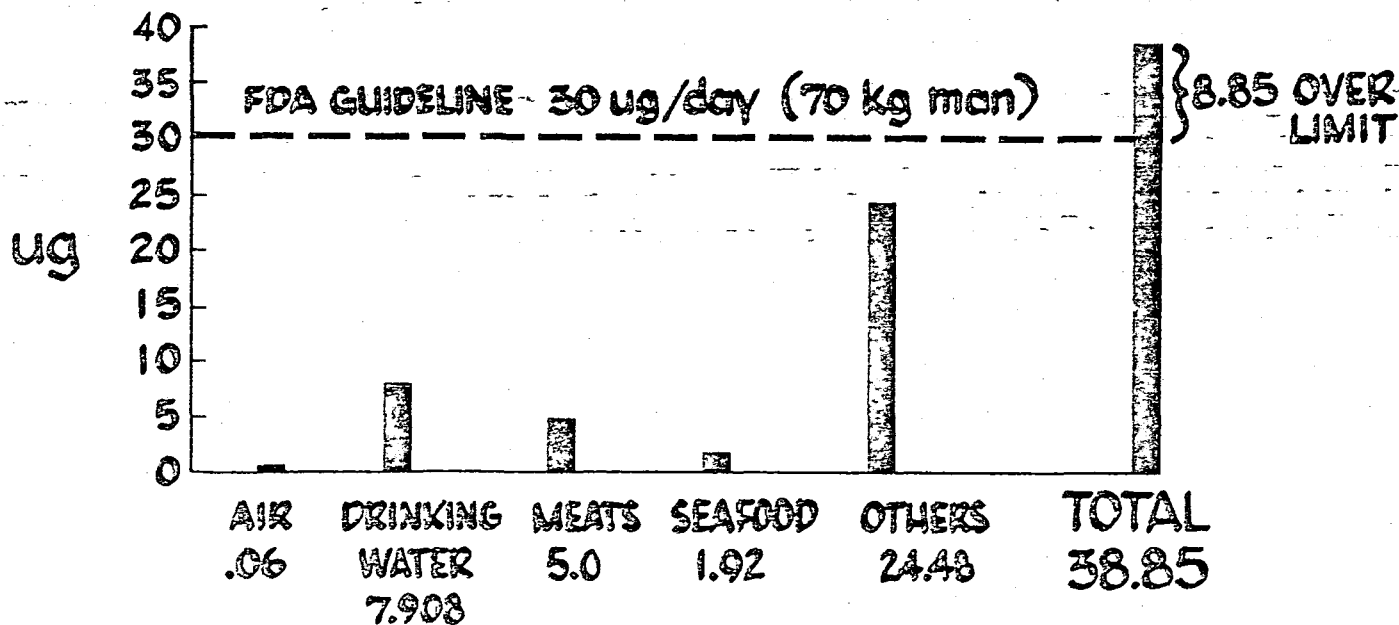 40
35
FDA GUIDELINE 30 ug/day (70 kg man)
8.85 OVER
LIMIT
30
25
ug
20
15
10
5
0
AIR DRINKING MEATS SEAFOOD OTHERS TOTAL
.06 WATER 5.0 1.92 24.48 38.85
7.908